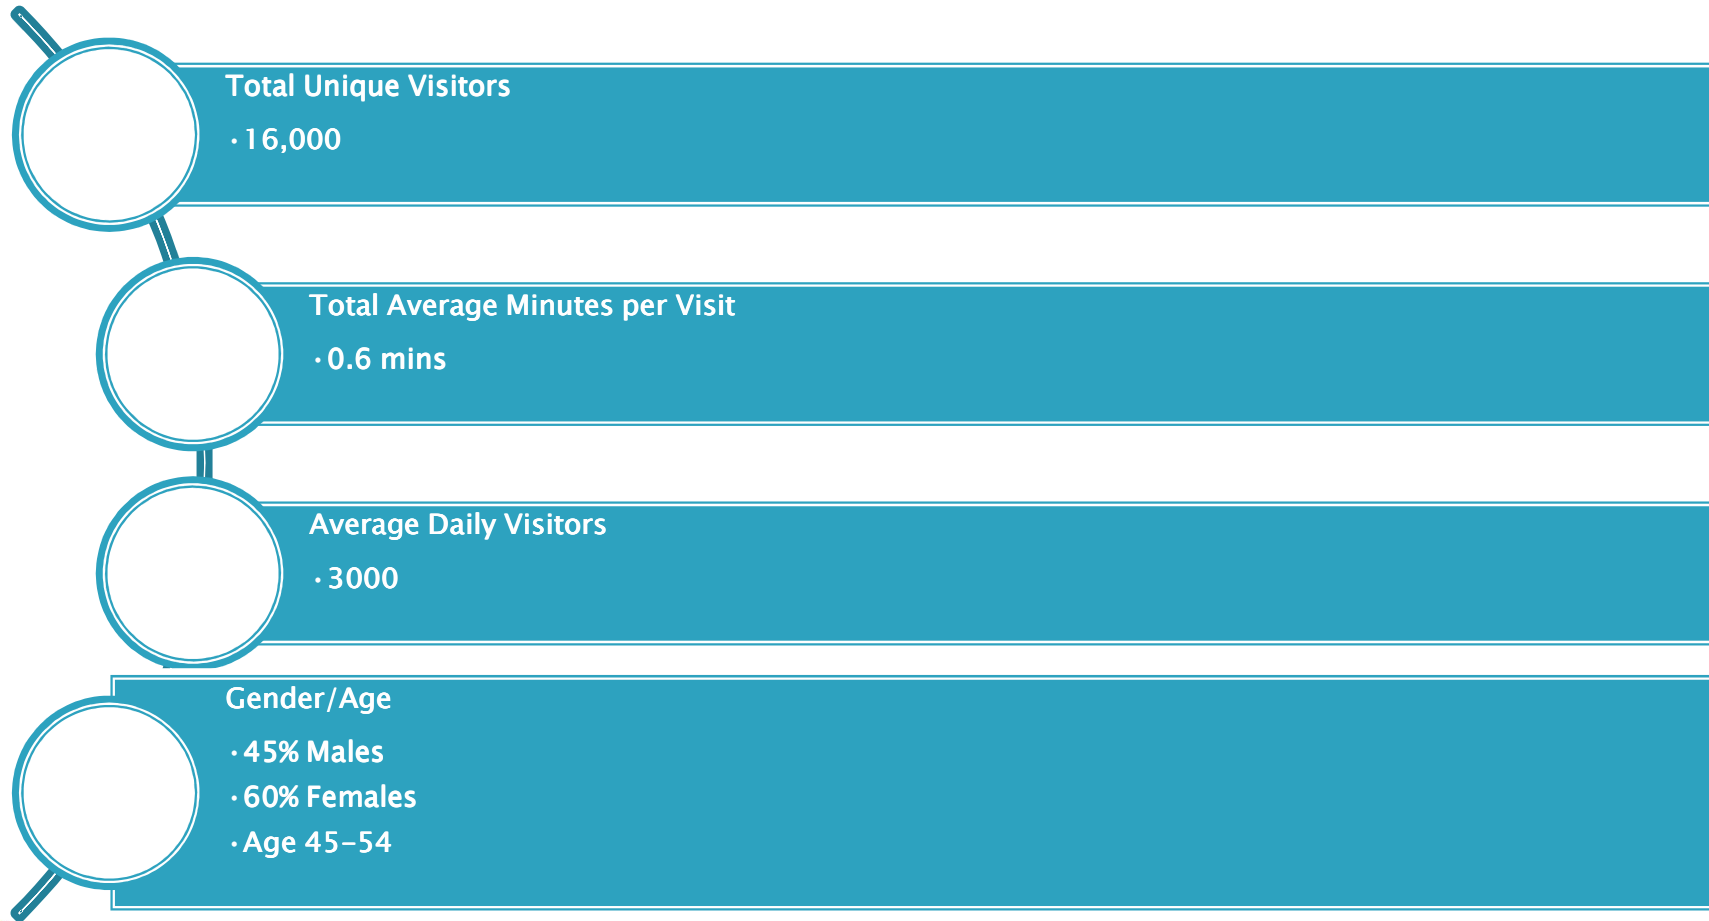 Total Unique Visitors
•16,000
Total Average Minutes per Visit
•0.6 mins
Average Daily Visitors
•3000
Gender/Age
•45% Males
•60% Females
•Age 45-54